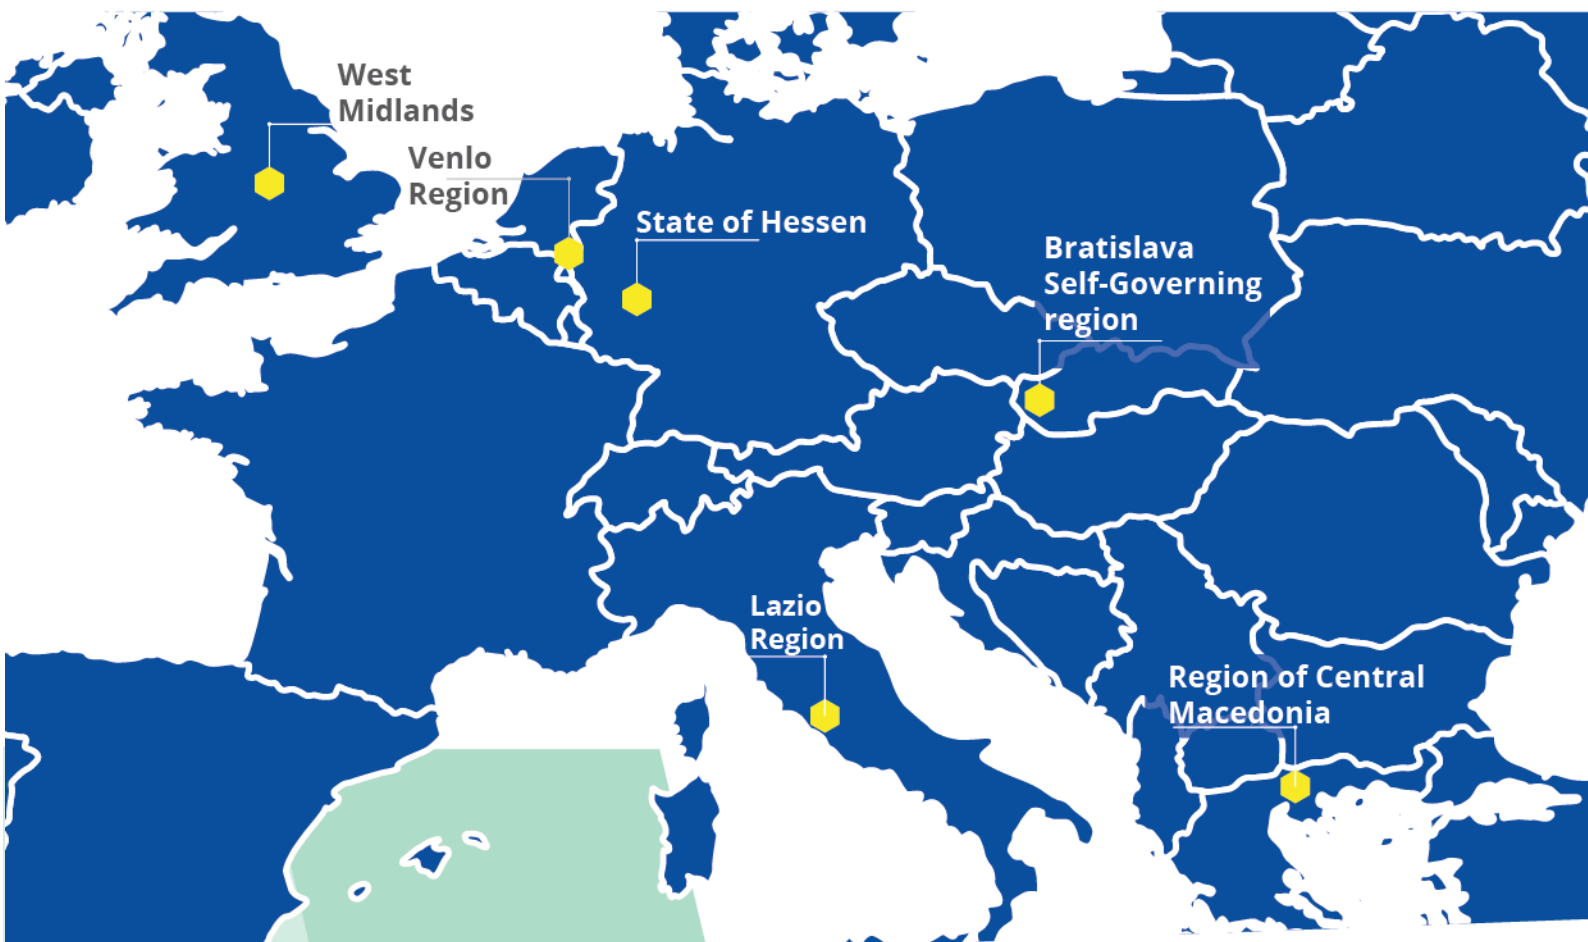 West
Midlands
Venlo
Region
State of Hessen
Bratislava
Self-Governing
region
Lazio
Region
Region of Central
Macedonia